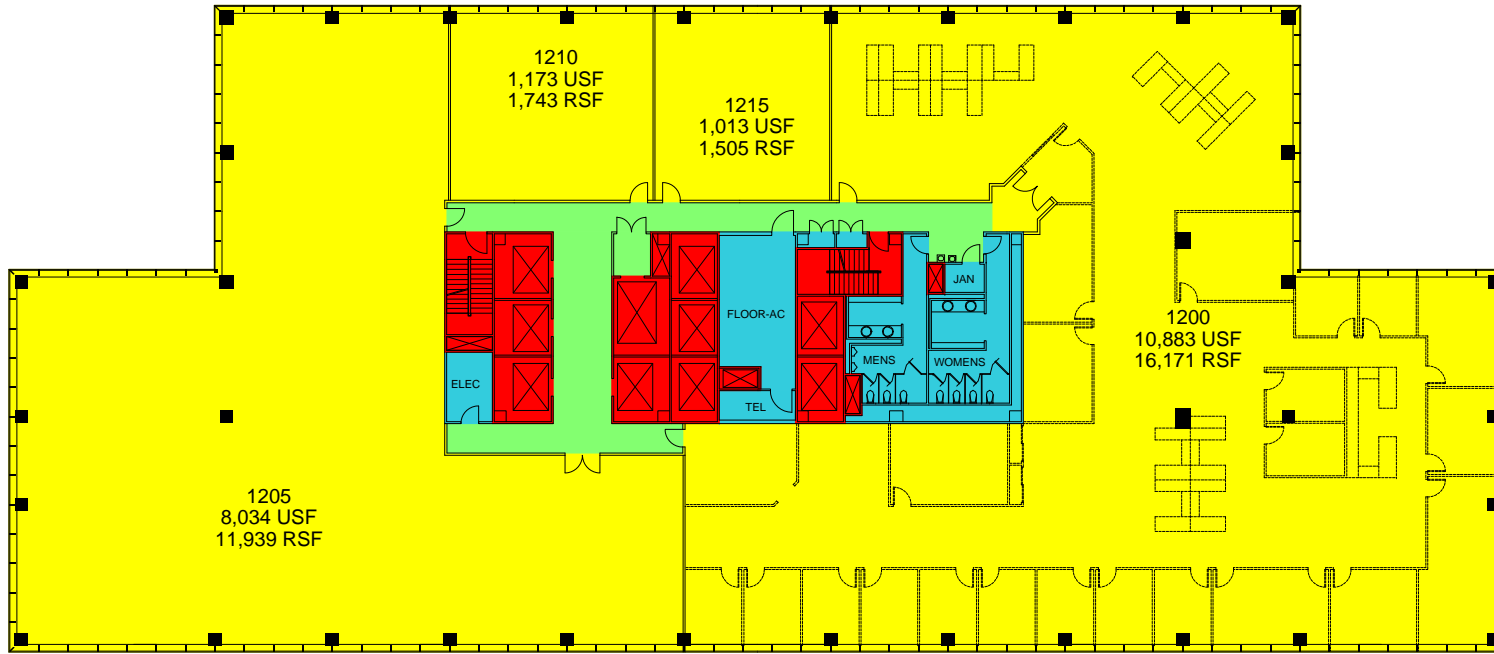 1210
1,173 USF
1,743 RSF
1215
1,013 USF
1,505 RSF
JAN
FLOOR-AC
1200
10,883 USF
16,171 RSF
MENS
WOMENS
ELEC
TEL
1205
8,034 USF
11,939 RSF